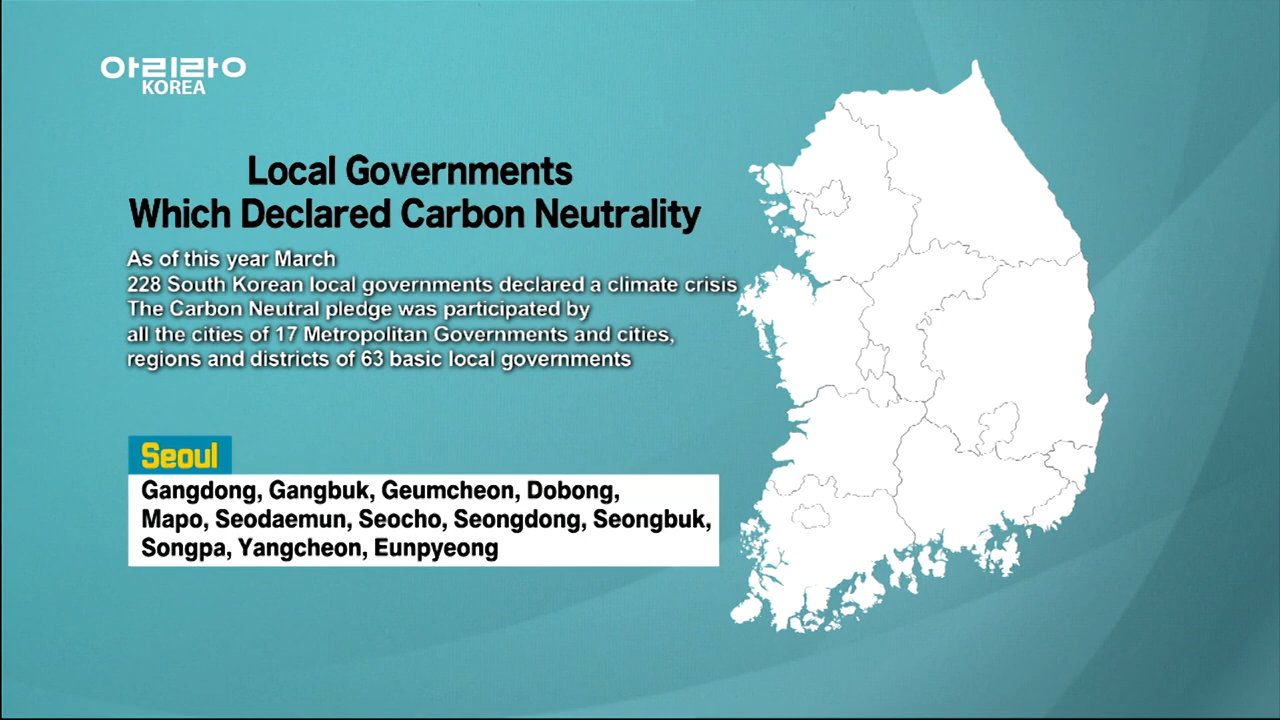 아리랑
KOREA
Local Governments
Which Declared Carbon Neutrality
As of this year March
228 South Korean local governments declared a climate crisis
The Carbon Neutral pledge was participated by
all the cities of 17 Metropolitan Governments and cities,
regions and districts of 63 basic local governments
Seoul
Gangdong, Gangbuk, Geumcheon, Dobong,
Mapo, Seodaemun, Seocho, Seongdong, Seongbuk,
Songpa, Yangcheon, Eunpyeong